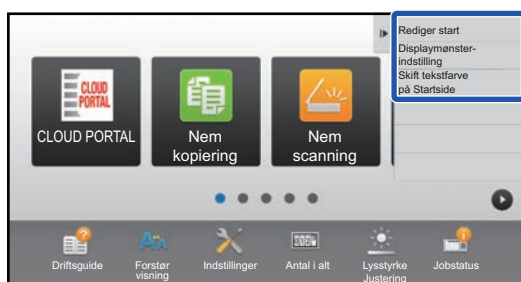 Rediger start
Displaymønster-
indstilling
Skift tekstfarve
på Startside
CLOUD
PORTAL
CLOUD PORTAL
Nem
kopiering
Nem
scanning
Driftsguide
Forstør
visning
Indstillinger
Antal i alt
Lysstyrke
Justering
Jobstatus